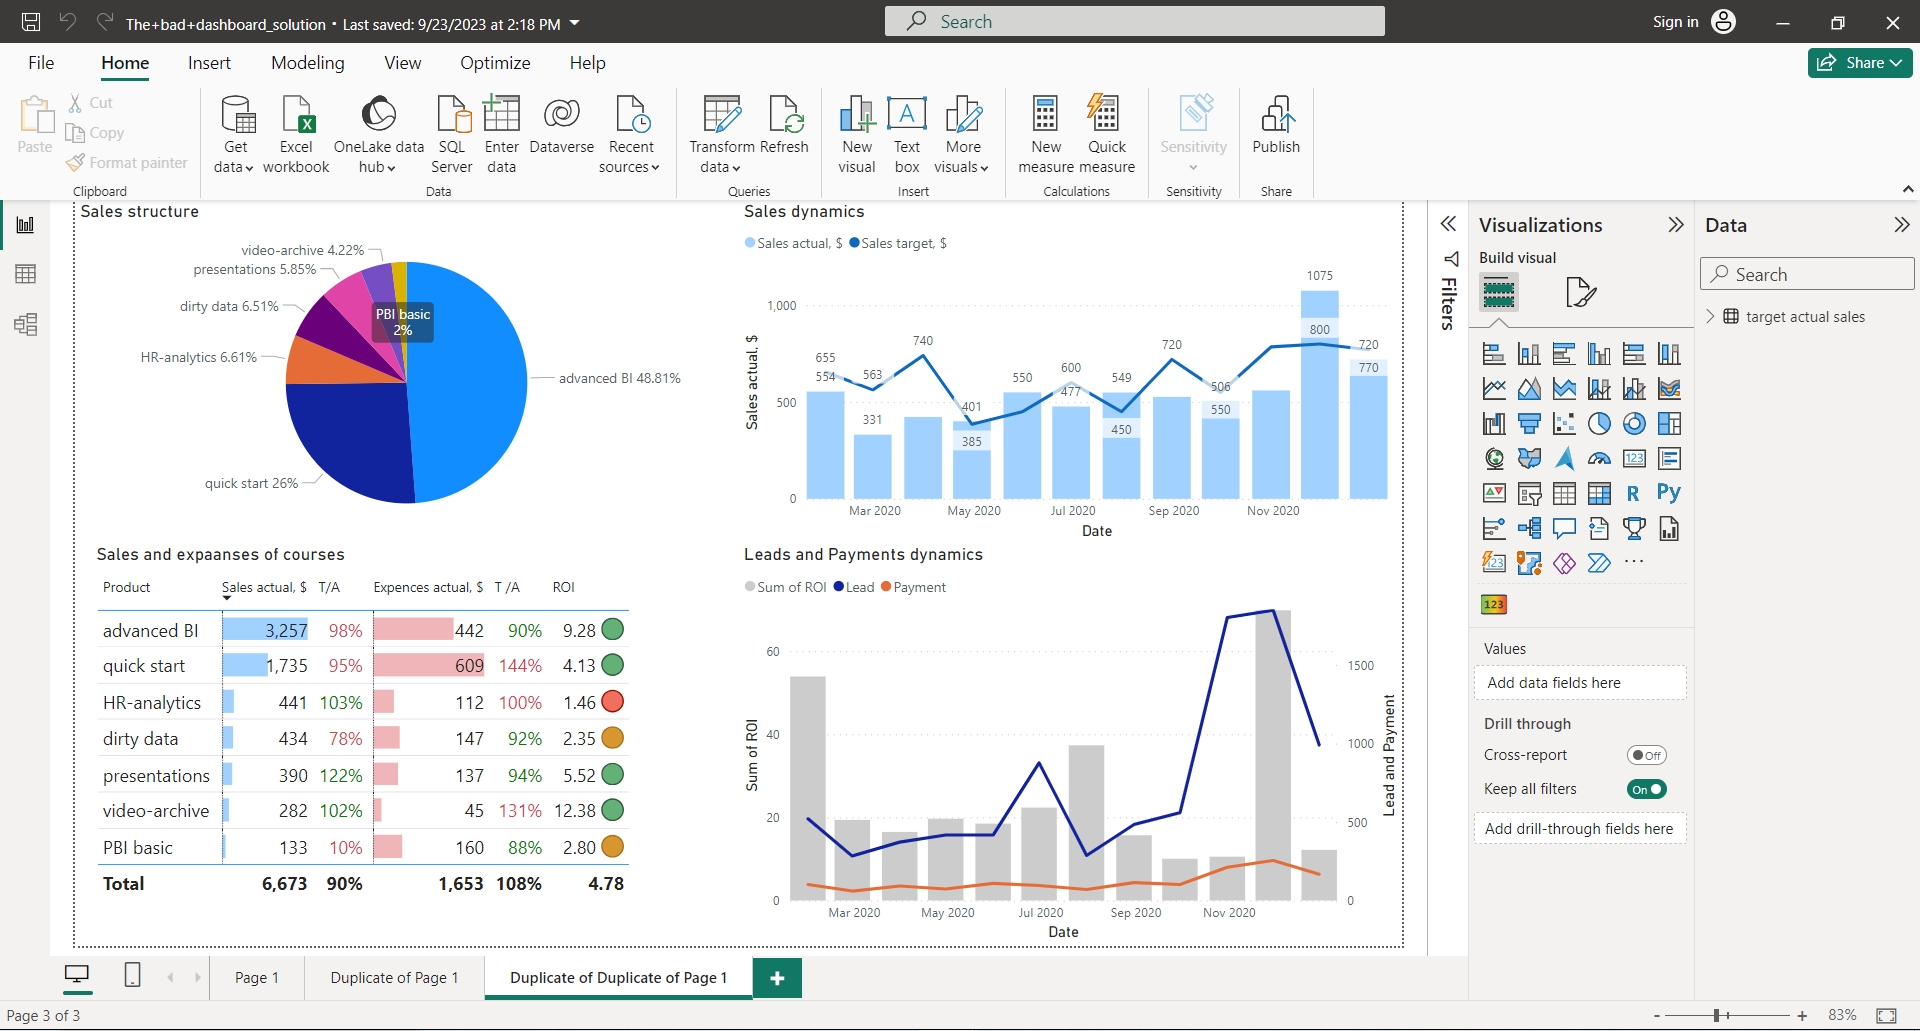 The+bad+dashboard_solution • Last saved: 9/23/2023 at 2:18 PM
Search
Sign in
File Home Insert Modeling View Optimize Help
Share
Paste
Cut
Copy
Format painter
Clipboard
Get data
Excel workbook
OneLake data hub
SQL Server
Enter data
Dataverse
Recent sources
Data
Transform data
Refresh
Queries
New visual
Text box
More visuals
Insert
New measure
Quick measure
Calculations
Sensitivity
Sensitivity
Publish
Share
Sales structure
video-archive 4.22%
presentations 5.85%
dirty data 6.51%
HR-analytics 6.61%
quick start 26%
PBI basic
2%
advanced BI 48.81%
Sales dynamics
Sales actual, $ Sales target, $
Sales actual, $
1,000
500
0
655
554
563
331
740
401
385
550
600
477
549
450
720
506
550
1075
800
720
770
Mar 2020 May 2020 Jul 2020 Sep 2020 Nov 2020
Date
Sales and expaanses of courses
Product Sales actual, $ T/A Expences actual, $ T /A ROI
advanced BI 3,257 98% 442 90% 9.28
quick start 1,735 95% 609 144% 4.13
HR-analytics 441 103% 112 100% 1.46
dirty data 434 78% 147 92% 2.35
presentations 390 122% 137 94% 5.52
video-archive 282 102% 45 131% 12.38
PBI basic 133 10% 160 88% 2.80
Total 6,673 90% 1,653 108% 4.78
Leads and Payments dynamics
Sum of ROI Lead Payment
Sum of ROI
60
40
20
0
1500
1000
500
0
Lead and Payment
Mar 2020 May 2020 Jul 2020 Sep 2020 Nov 2020
Date
Filters
Visualizations
Build visual
123
R
Py
123
123
Values
Add data fields here
Drill through
Cross-report Off
Keep all filters On
Add drill-through fields here
Data
Search
target actual sales
Page 1 Duplicate of Page 1 Duplicate of Duplicate of Page 1 +
Page 3 of 3
- + 83%